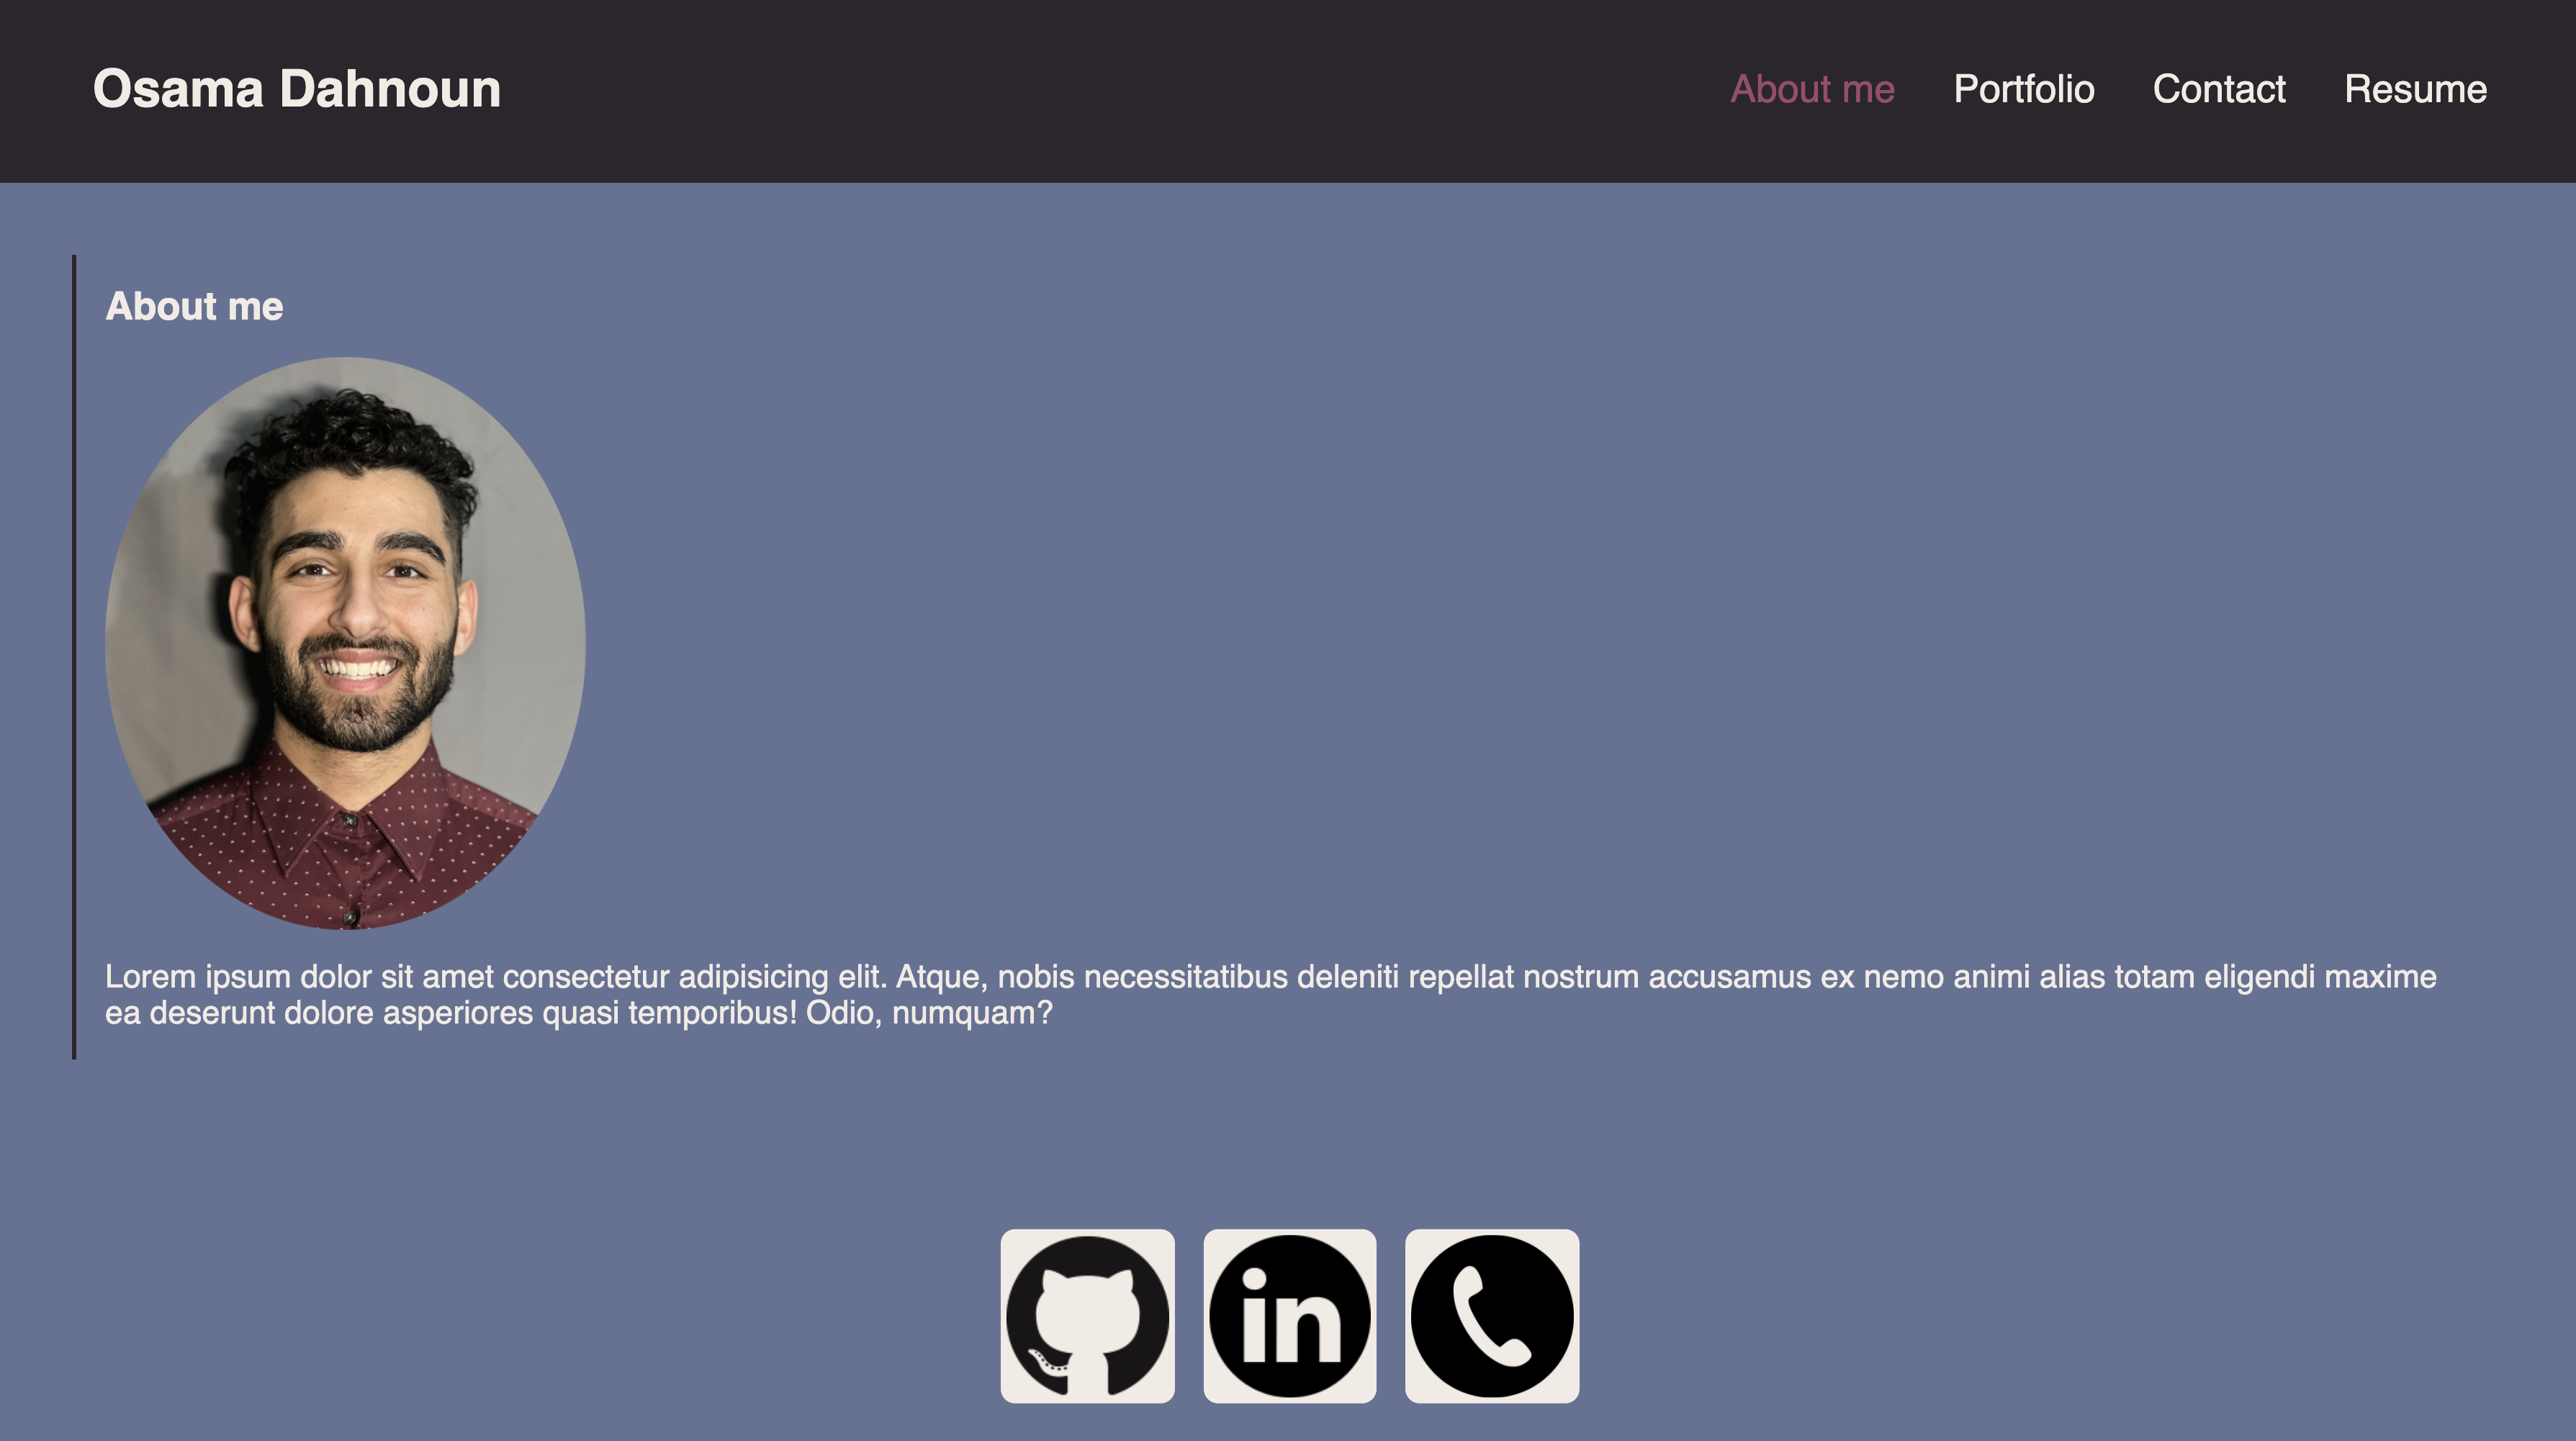 Osama Dahnoun
About me
Portfolio
Contact
Resume
About me
Lorem ipsum dolor sit amet consectetur adipisicing elit. Atque, nobis necessitatibus deleniti repellat nostrum accusamus ex nemo animi alias totam eligendi maxime
ea deserunt dolore asperiores quasi temporibus! Odio, numquam?
in